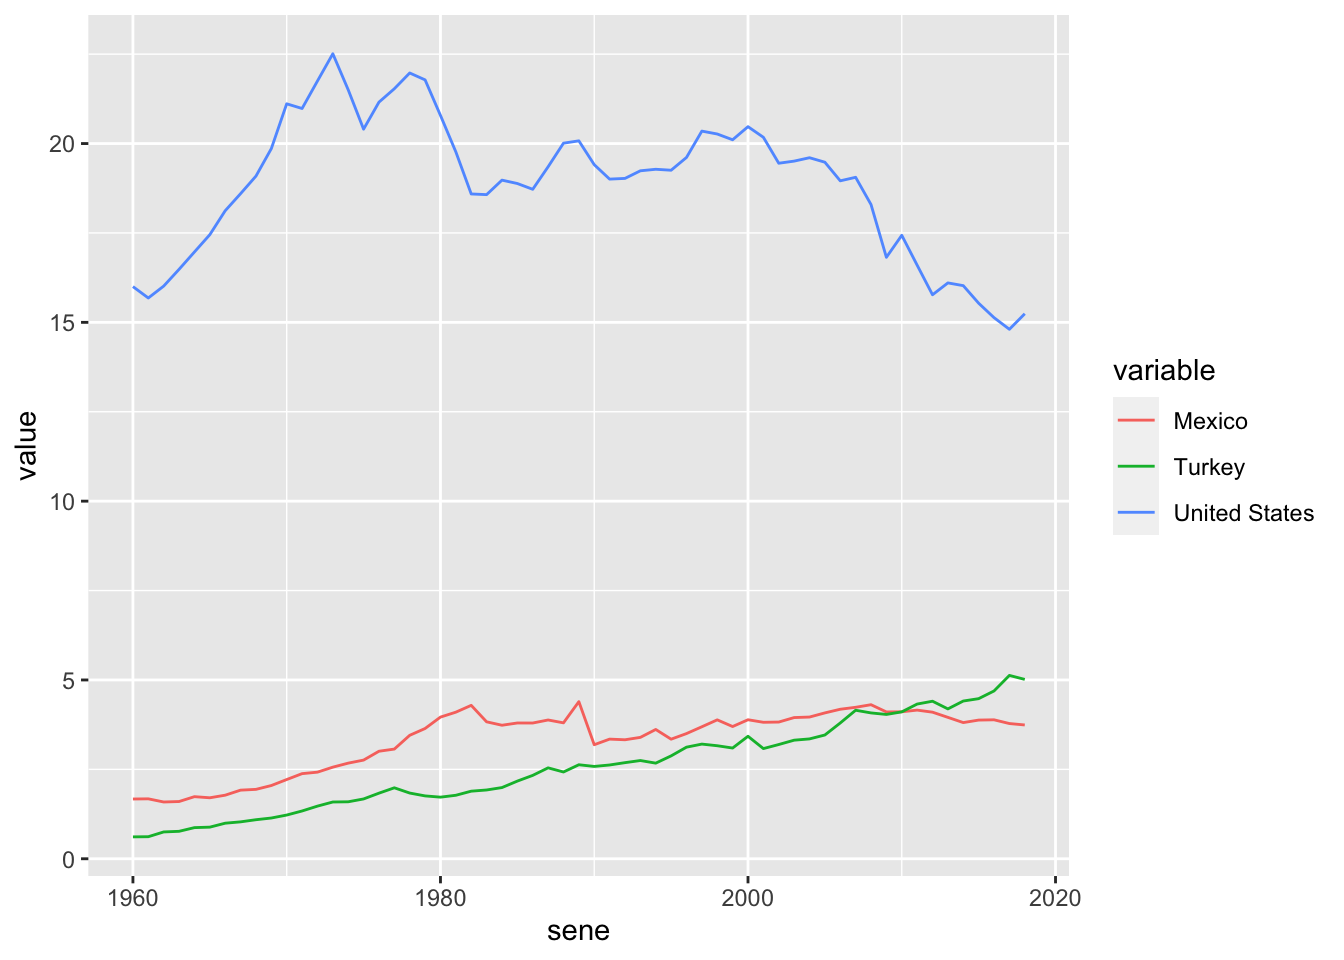 20
15
10
5
0
value
1960 1980 2000 2020
sene
variable
Mexico
Turkey
United States